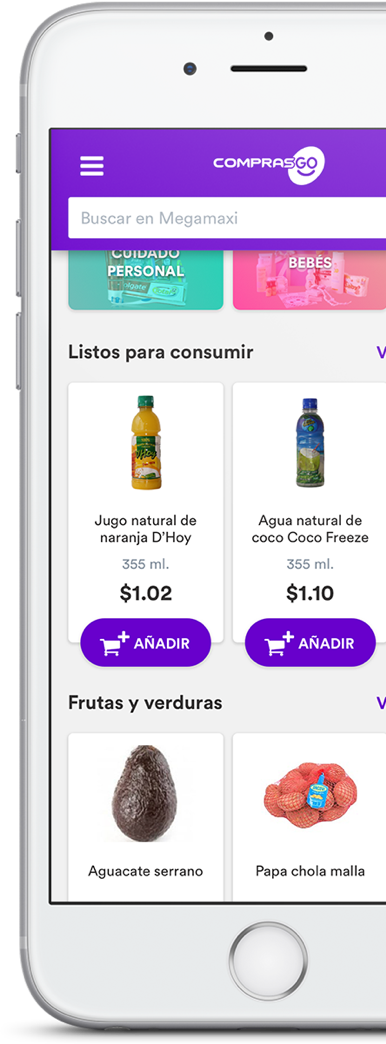 COMPRASGO
Buscar en Megamaxi
CUIDADO
PERSONAL
BEBÉS
Listos para consumir
V
Jugo natural de
naranja D'Hoy
Agua natural de
coco Coco Freeze
355 ml.
355 ml.
$1.02
$1.10
AÑADIR
AÑADIR
Frutas y verduras
V
Aguacate serrano
Papa chola malla